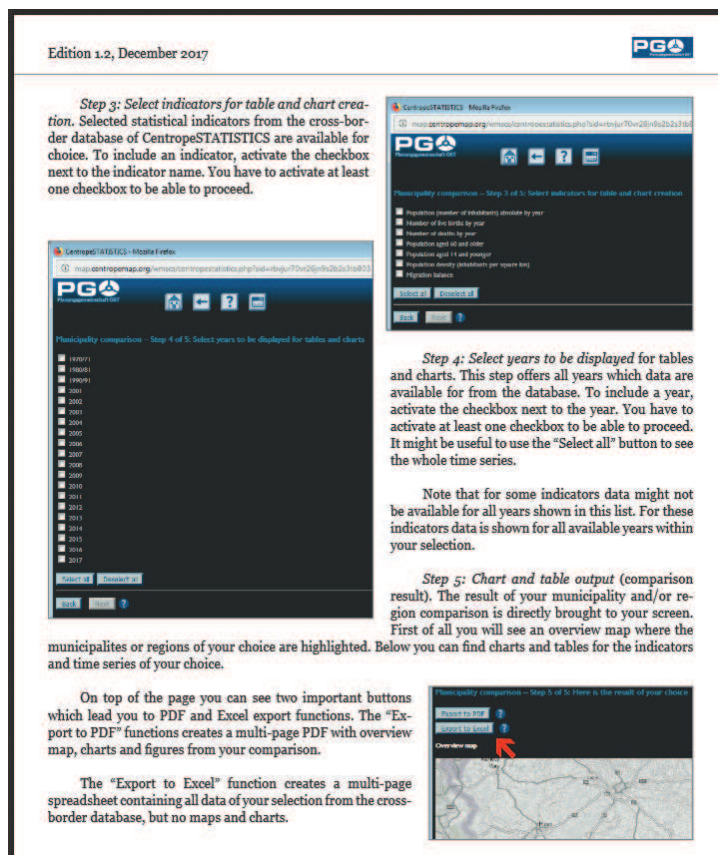 Edition 1.2, December 2017
PGO
Step 3: Select indicators for table and chart crea-
tion. Selected statistical indicators from the cross-bor-
der database of CentropeSTATISTICS are available for
choice. To include an indicator, activate the checkbox
next to the indicator name. You have to activate at least
one checkbox to be able to proceed.
CentropeSTATISTICS - Mozilla Firefox
PGO
Planungsgemeinschaft OST
Municipality comparison – Step 3 of 5: Select indicators for table and chart creation
Population (number of inhabitants) absolute by year
Number of live births by year
Number of deaths by year
Population aged 60 and older
Population aged 14 and younger
Population density (inhabitants per square km)
Migration balance
Select all Deselect all
Back Next ?
CentropeSTATISTICS - Mozilla Firefox
PGO
Planungsgemeinschaft OST
Municipality comparison – Step 4 of 5: Select years to be displayed for tables and charts
1970/71
1980/81
1990/91
2001
2002
2003
2004
2005
2006
2007
2008
2009
2010
2011
2012
2013
2014
2015
2016
2017
Select all Deselect all
Back Next ?
Step 4: Select years to be displayed for tables
and charts. This step offers all years which data are
available for from the database. To include a year,
activate the checkbox next to the year. You have to
activate at least one checkbox to be able to proceed.
It might be useful to use the “Select all” button to see
the whole time series.
Note that for some indicators data might not
be available for all years shown in this list. For these
indicators data is shown for all available years within
your selection.
Step 5: Chart and table output (comparison
result). The result of your municipality and/or re-
gion comparison is directly brought to your screen.
First of all you will see an overview map where the
municipalites or regions of your choice are highlighted. Below you can find charts and tables for the indicators
and time series of your choice.
On top of the page you can see two important buttons
which lead you to PDF and Excel export functions. The “Ex-
port to PDF” functions creates a multi-page PDF with overview
map, charts and figures from your comparison.
The “Export to Excel” function creates a multi-page
spreadsheet containing all data of your selection from the cross-
border database, but no maps and charts.
Municipality comparison – Step 5 of 5: Here is the result of your choice
Export to PDF ?
Export to Excel ?
Overview map